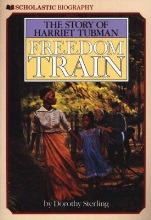 SCHOLASTIC BIOGRAPHY
THE STORY OF
HARRIET TUBMAN
FREEDOM
TRAIN
by Dorothy Sterling